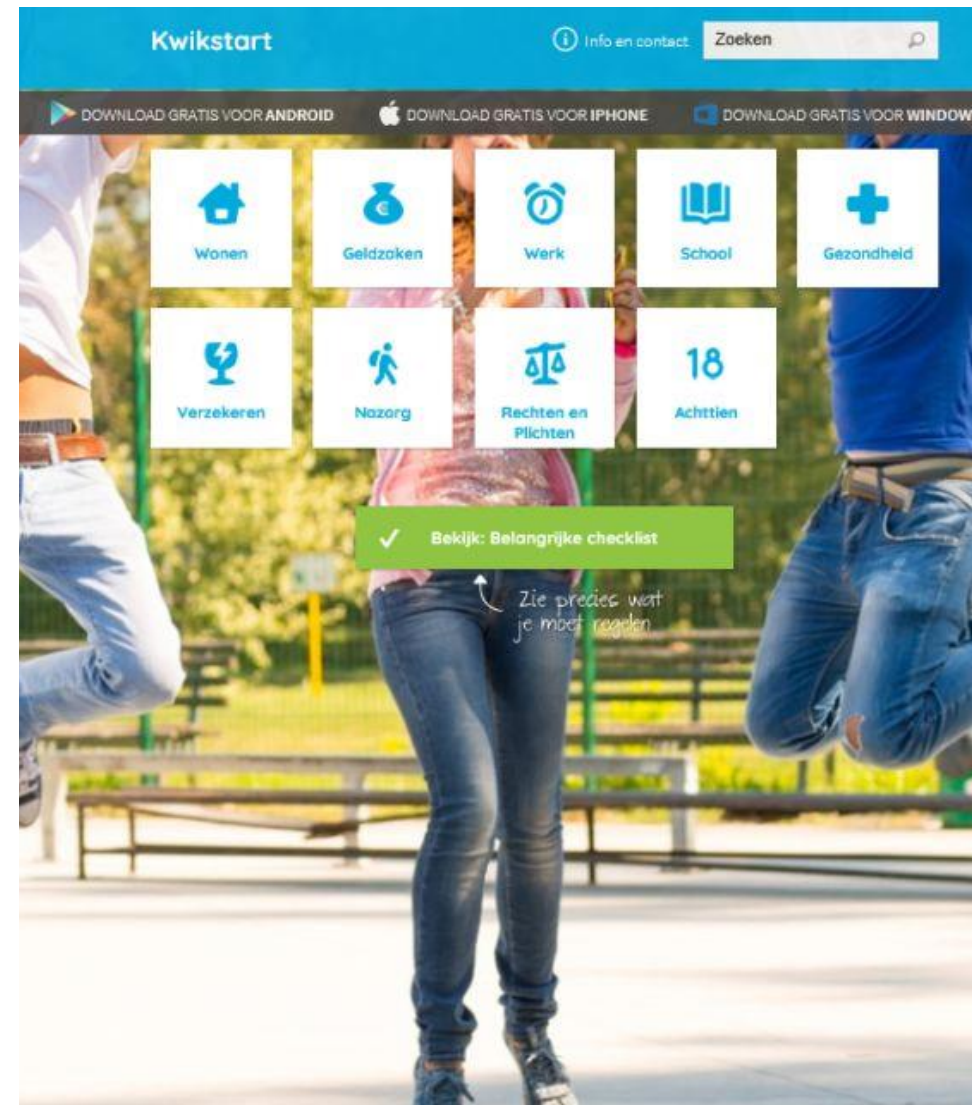 Kwikstart
Info en contact
Zoeken
DOWNLOAD GRATIS VOOR ANDROID
DOWNLOAD GRATIS VOOR IPHONE
DOWNLOAD GRATIS VOOR WINDOW
Wonen
Geldzaken
Werk
School
Gezondheid
Verzekeren
Nazorg
Rechten en
Plichten
18
Achttien
Bekijk: Belangrijke checklist
Zie precies wat
je moet regelen